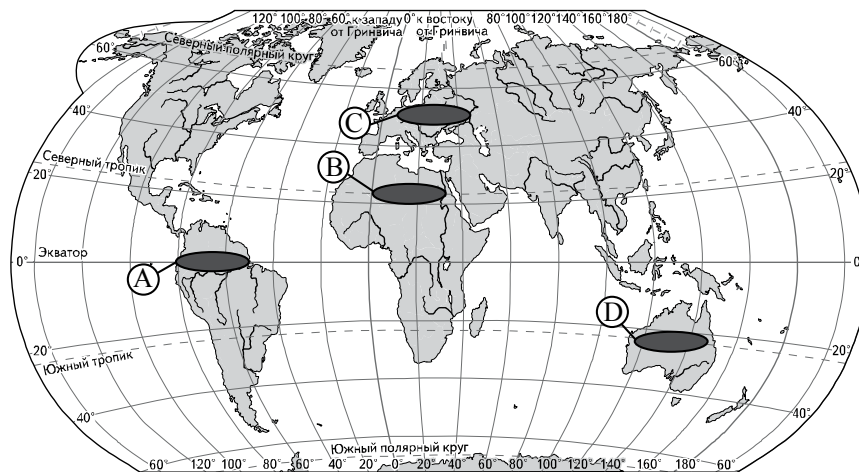 120°100°80°60° к западу 0° к востоку 80°100°120°140°160°180°
от Гринвича от Гринвича
Северный полярный круг
60°
60°
40°
40°
C
Северный тропик
B
20°
20°
Экватор
0°
0
A
D
20°
20°
Южный тропик
40°
40°
Южный полярный круг
60° 120° 100° 80° 60° 40° 20° 0° 20° 40° 60° 80° 100° 120° 140° 160° 180° 60°